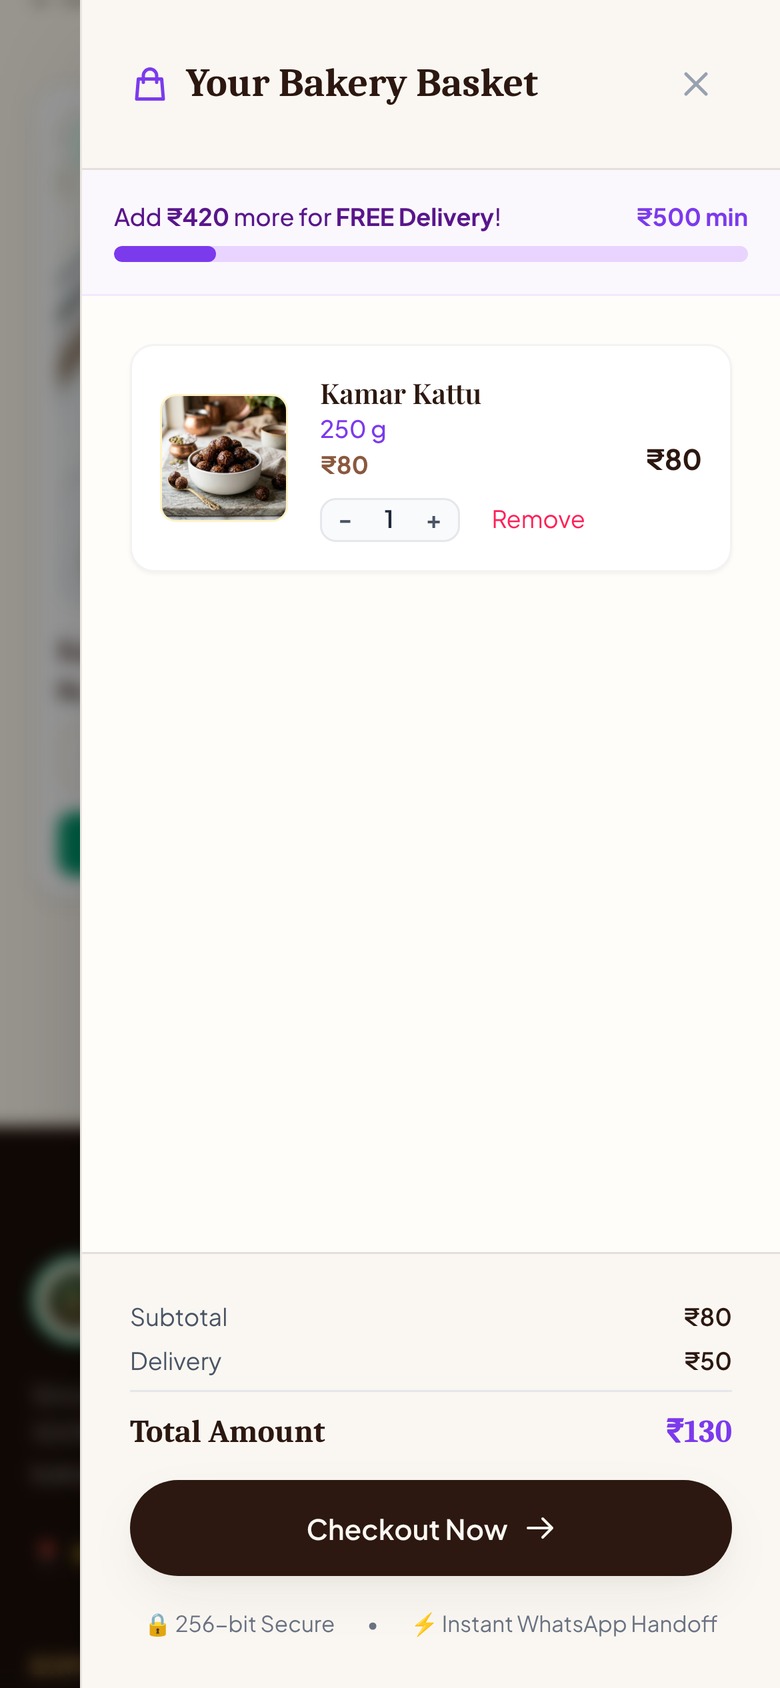 Your Bakery Basket
Add ₹420 more for FREE Delivery!
₹500 min
Kamar Kattu
250 g
₹80
₹80
- 1 +
Remove
Subtotal ₹80
Delivery ₹50
Total Amount ₹130
Checkout Now →
🔒 256-bit Secure • ⚡ Instant WhatsApp Handoff